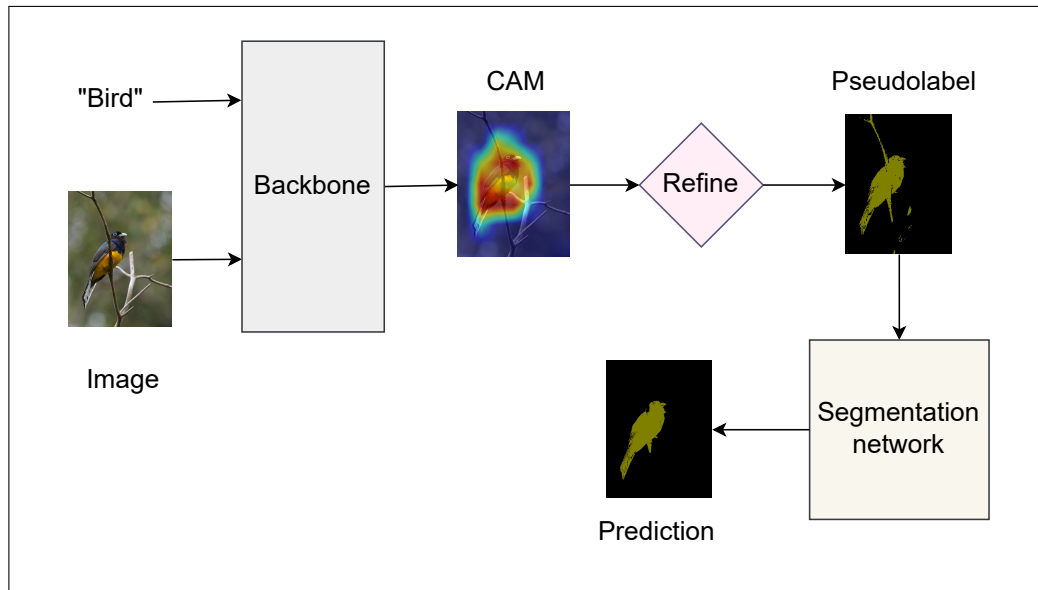 "Bird"
Image
Backbone
CAM
Refine
Pseudolabel
Segmentation
network
Prediction